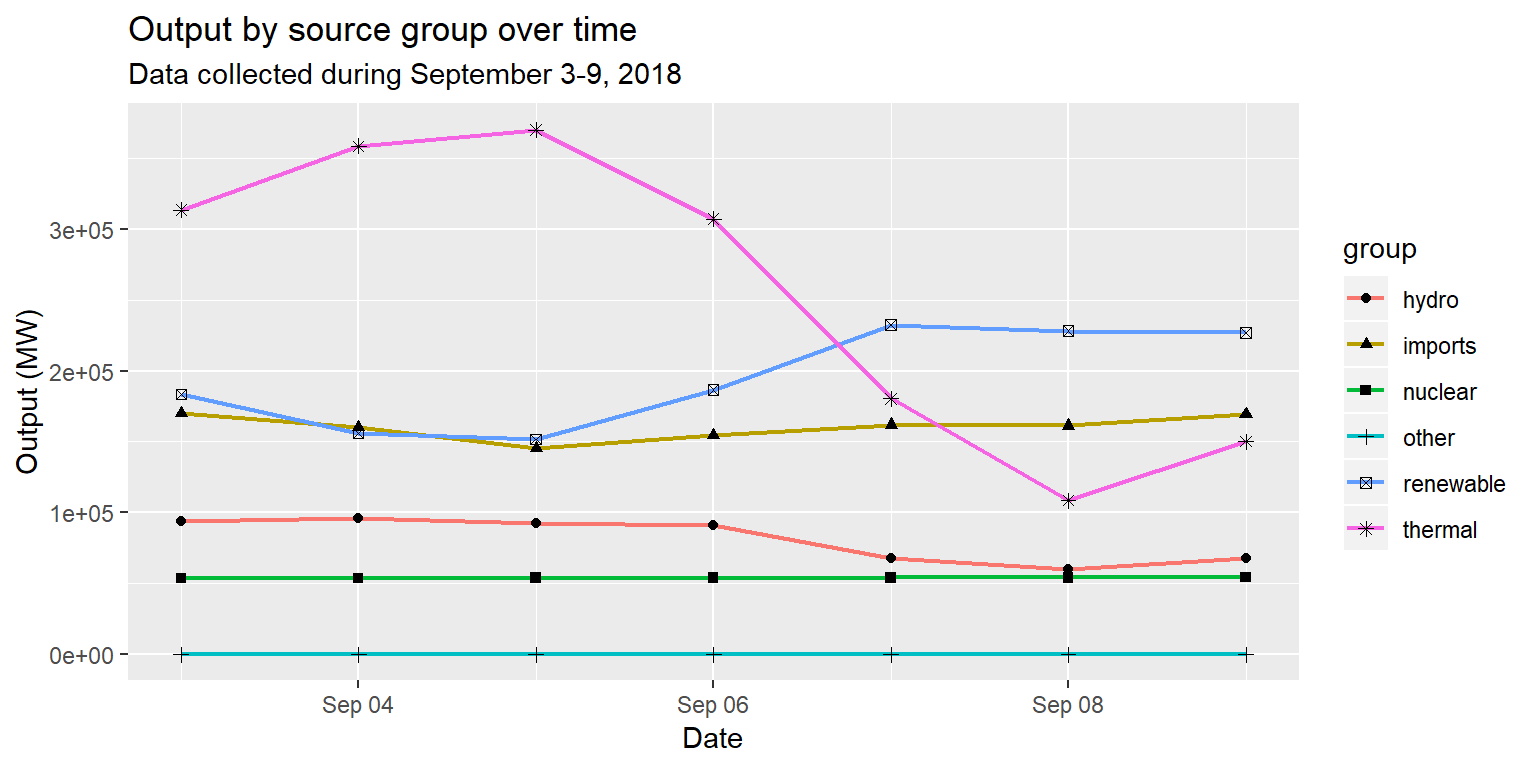 Output by source group over time
Data collected during September 3-9, 2018
Output (MW)
3e+05
2e+05
1e+05
0e+00
Sep 04
Sep 06
Sep 08
Date
group
hydro
imports
nuclear
other
renewable
thermal